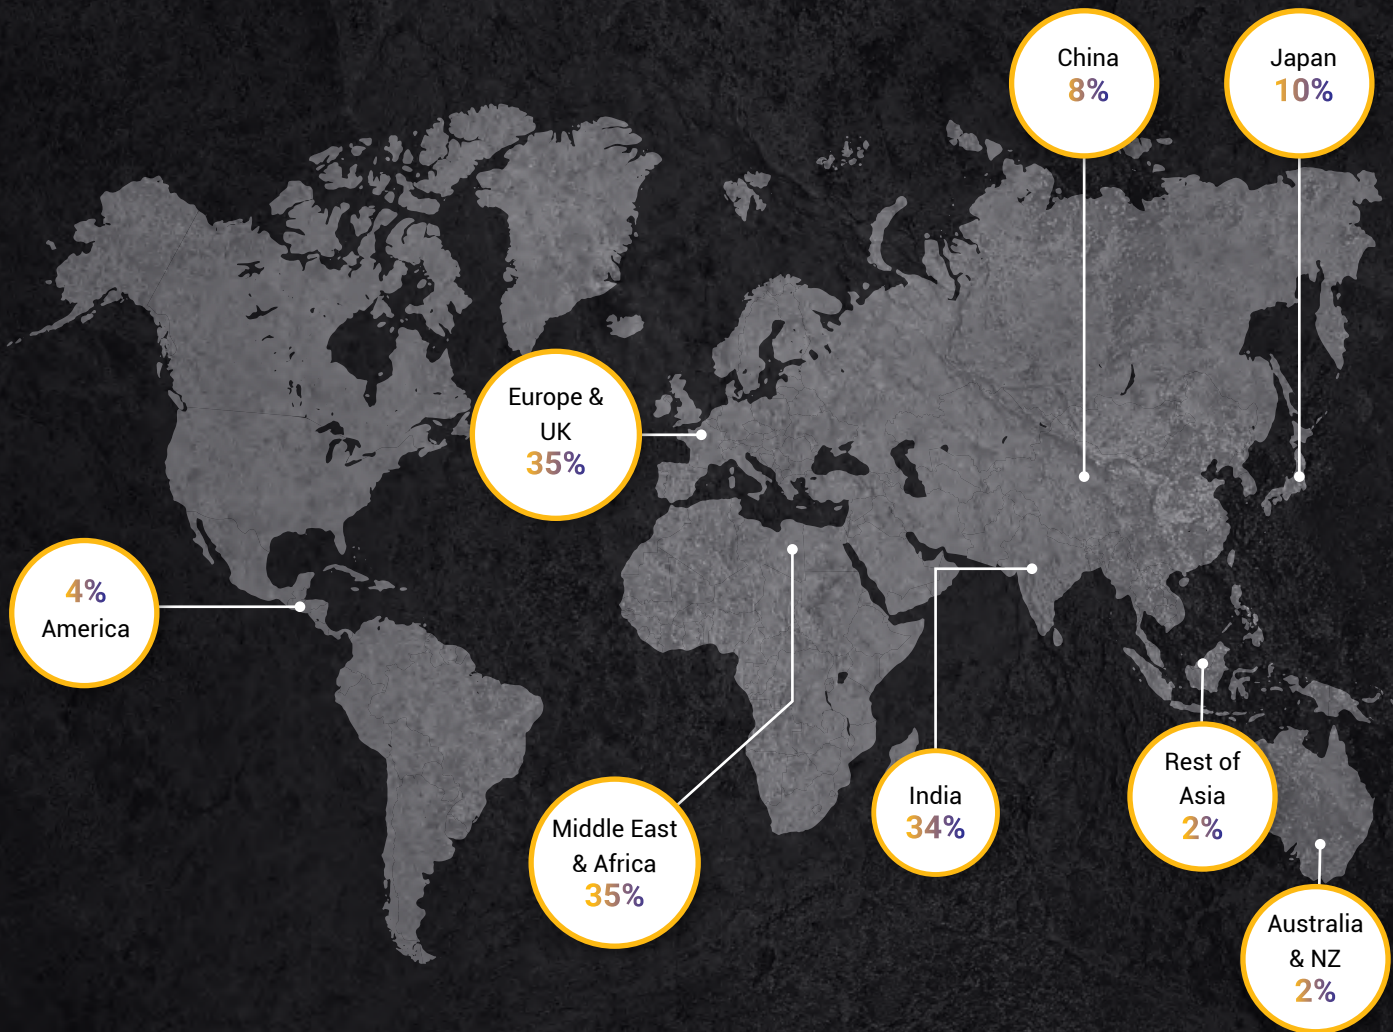 China
8%
Japan
10%
Europe &
UK
35%
4%
America
Middle East
& Africa
35%
India
34%
Rest of
Asia
2%
Australia
& NZ
2%